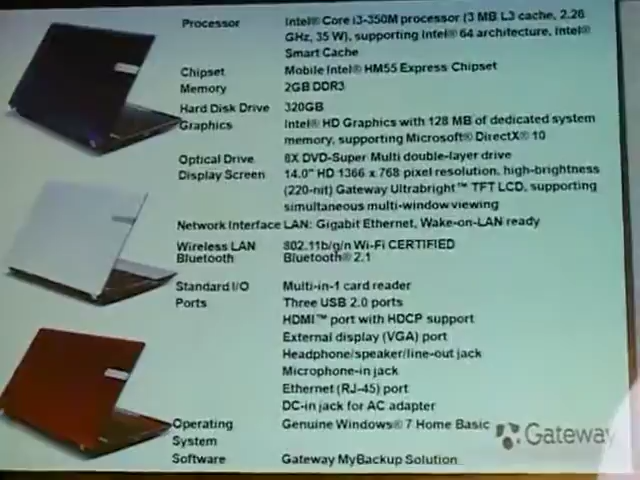 Processor Intel® Core i3-350M processor (3 MB L3 cache, 2.26
GHz, 35 W), supporting Intel® 64 architecture, Intel®
Smart Cache
Chipset Mobile Intel® HM55 Express Chipset
Memory 2GB DDR3
Hard Disk Drive 320GB
Graphics Intel® HD Graphics with 128 MB of dedicated system
memory, supporting Microsoft® DirectX® 10
Optical Drive 8X DVD-Super Multi double-layer drive
Display Screen 14.0" HD 1366 x 768 pixel resolution, high-brightness
(220-nit) Gateway Ultrabright™ TFT LCD, supporting
simultaneous multi-window viewing
Network Interface LAN: Gigabit Ethernet, Wake-on-LAN ready
Wireless LAN 802.11b/g/n Wi-Fi CERTIFIED
Bluetooth Bluetooth® 2.1
Standard I/O Multi-in-1 card reader
Ports Three USB 2.0 ports
HDMI™ port with HDCP support
External display (VGA) port
Headphone/speaker/line-out jack
Microphone-in jack
Ethernet (RJ-45) port
DC-in jack for AC adapter
Operating Genuine Windows® 7 Home Basic
System
Software Gateway MyBackup Solution
Gateway